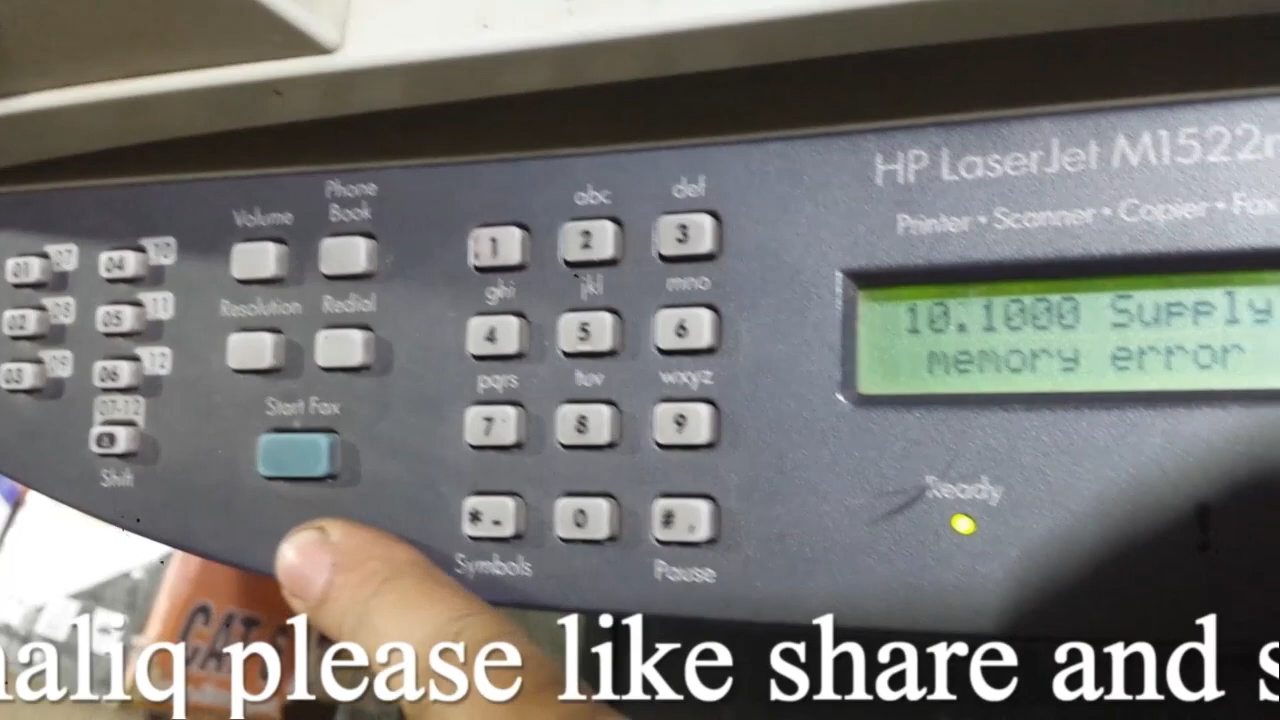 HP LaserJet M1522n
Printer • Scanner • Copier • Fax
10.1000 Supply
memory error
Ready
Volume
Phone
Book
Resolution
Redial
Start Fax
01 07 04 10
02 08 05 11
03 09 06 12
07-12
Shift
abc def
1 2 3
ghi jkl mno
4 5 6
pqrs tuv wxyz
7 8 9
* - 0 # ,
Symbols Pause
CAT
please like share and s